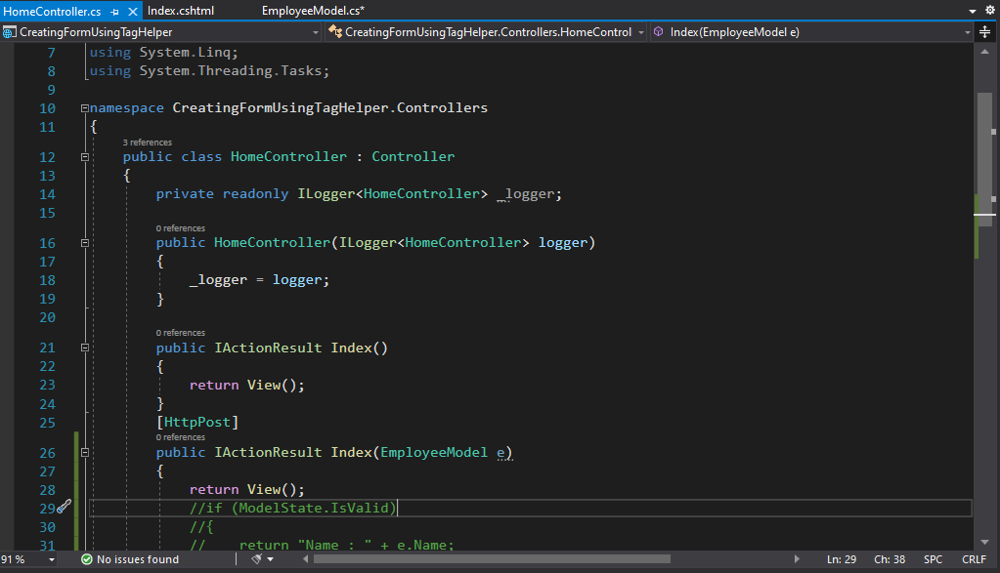 HomeController.cs Index.cshtml EmployeeModel.cs*
CreatingFormUsingTagHelper CreatingFormUsingTagHelper.Controllers.HomeControl Index(EmployeeModel e)
7 using System.Linq;
8 using System.Threading.Tasks;
9
10 namespace CreatingFormUsingTagHelper.Controllers
11 {
3 references
12 public class HomeController : Controller
13 {
14 private readonly ILogger<HomeController> _logger;
15
0 references
16 public HomeController(ILogger<HomeController> logger)
17 {
18 _logger = logger;
19 }
20
0 references
21 public IActionResult Index()
22 {
23 return View();
24 }
25 [HttpPost]
0 references
26 public IActionResult Index(EmployeeModel e)
27 {
28 return View();
29 //if (ModelState.IsValid)
30 //{
31 // return "Name : " + e.Name;
91 % No issues found Ln: 29 Ch: 38 SPC CRLF